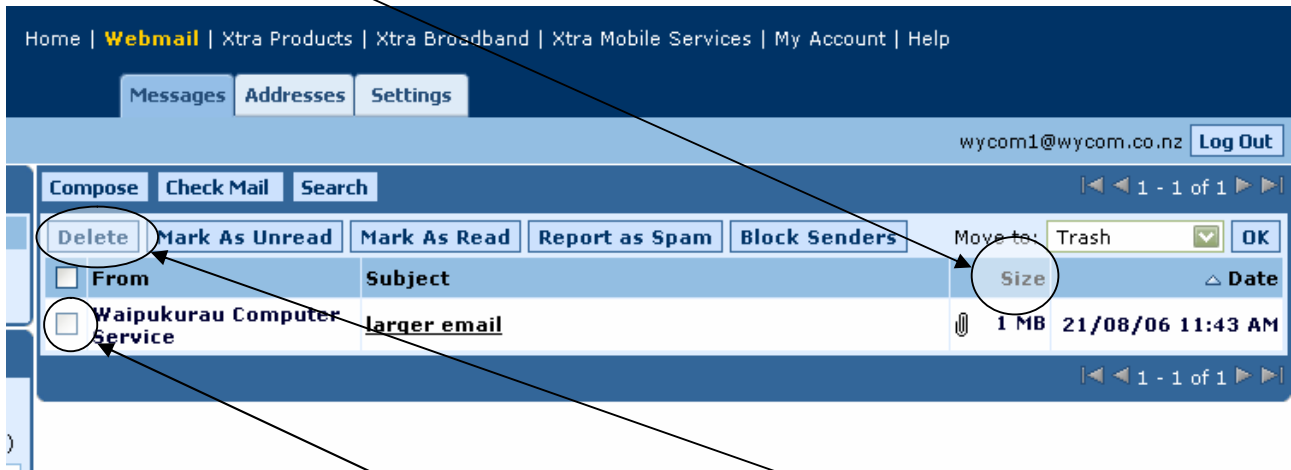 Home | Webmail | Xtra Products | Xtra Broadband | Xtra Mobile Services | My Account | Help
Messages Addresses Settings
wycom1@wycom.co.nz Log Out
Compose Check Mail Search 1 - 1 of 1
Delete Mark As Unread Mark As Read Report as Spam Block Senders Move to: Trash OK
From Subject Size Date
Waipukurau Computer Service larger email 1 MB 21/08/06 11:43 AM
1 - 1 of 1
)